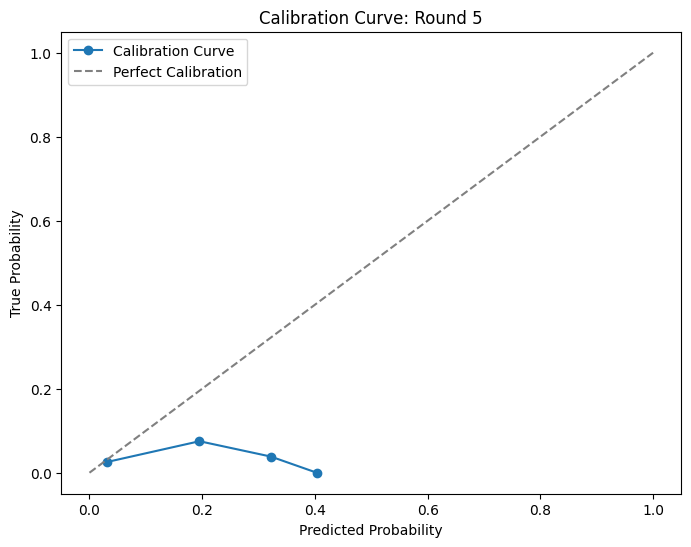 Calibration Curve: Round 5
Calibration Curve
Perfect Calibration
1.0
0.8
0.6
0.4
0.2
0.0
True Probability
0.0 0.2 0.4 0.6 0.8 1.0
Predicted Probability